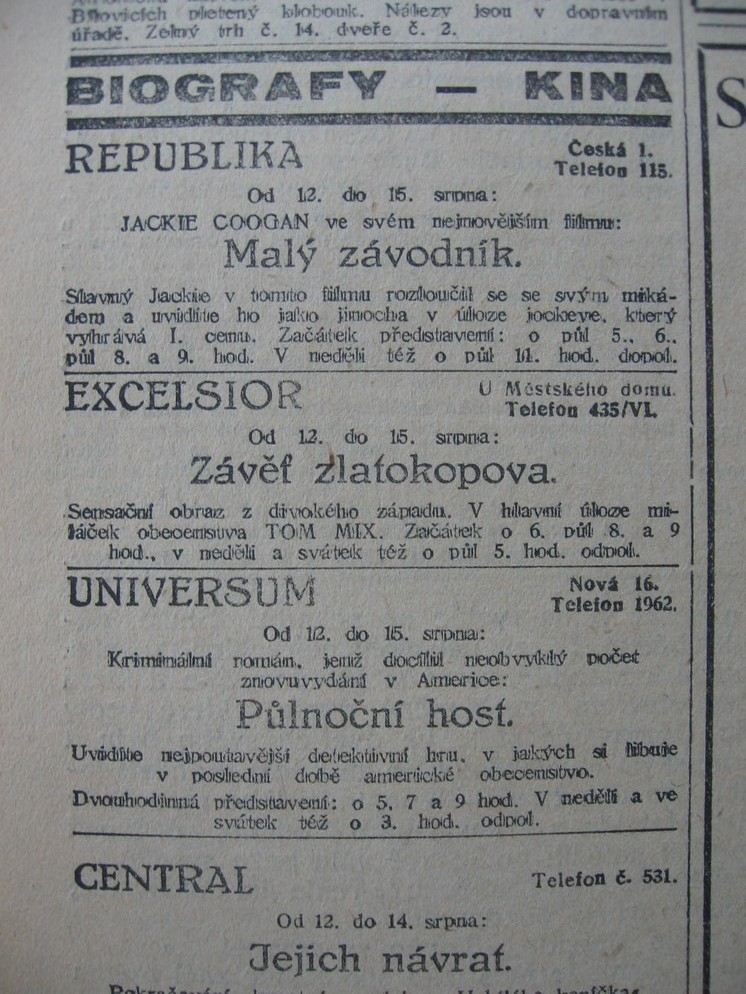 Bílovicích pletený klobouk. Nálezy jsou v dopravním
úřadě. Zelný trh č. 14. dveře č. 2.
BIOGRAFY — KINA
S
REPUBLIKA
Česká 1.
Telefon 115.
Od 12. do 15. srpna:
JACKIE COOGAN ve svém nejnovějším filmu:
Malý závodník.
Slavný Jackie v tomto filmu rozloučil se se svým miká-
dem a uvidíte ho jako jinocha v úloze jockeye, který
vyhrává I. cenu. Začátek představení: o půl 5., 6.,
půl 8. a 9. hod. V neděli též o půl 11. hod. dopol.
EXCELSIOR
U Městského domu.
Telefon 435/VI.
Od 12. do 15. srpna:
Závěť zlatokopova.
Sensační obraz z divokého západu. V hlavní úloze mi-
láček obecenstva TOM MIX. Začátek o 6. půl 8. a 9
hod., v neděli a svátek též o půl 5. hod. odpol.
UNIVERSUM
Nová 16.
Telefon 1962.
Od 12. do 15. srpna:
Kriminální román, jenž docílil neobvyklý počet
znovuvydání v Americe:
Půlnoční host.
Uvidíte nejpoutavější detektivní hru, v jakých si libuje
v poslední době americké obecenstvo.
Dvouhodinná představení: o 5, 7 a 9 hod. V neděli a ve
svátek též o 3. hod. odpol.
CENTRAL
Telefon č. 531.
Od 12. do 14. srpna:
Jejich návrat.